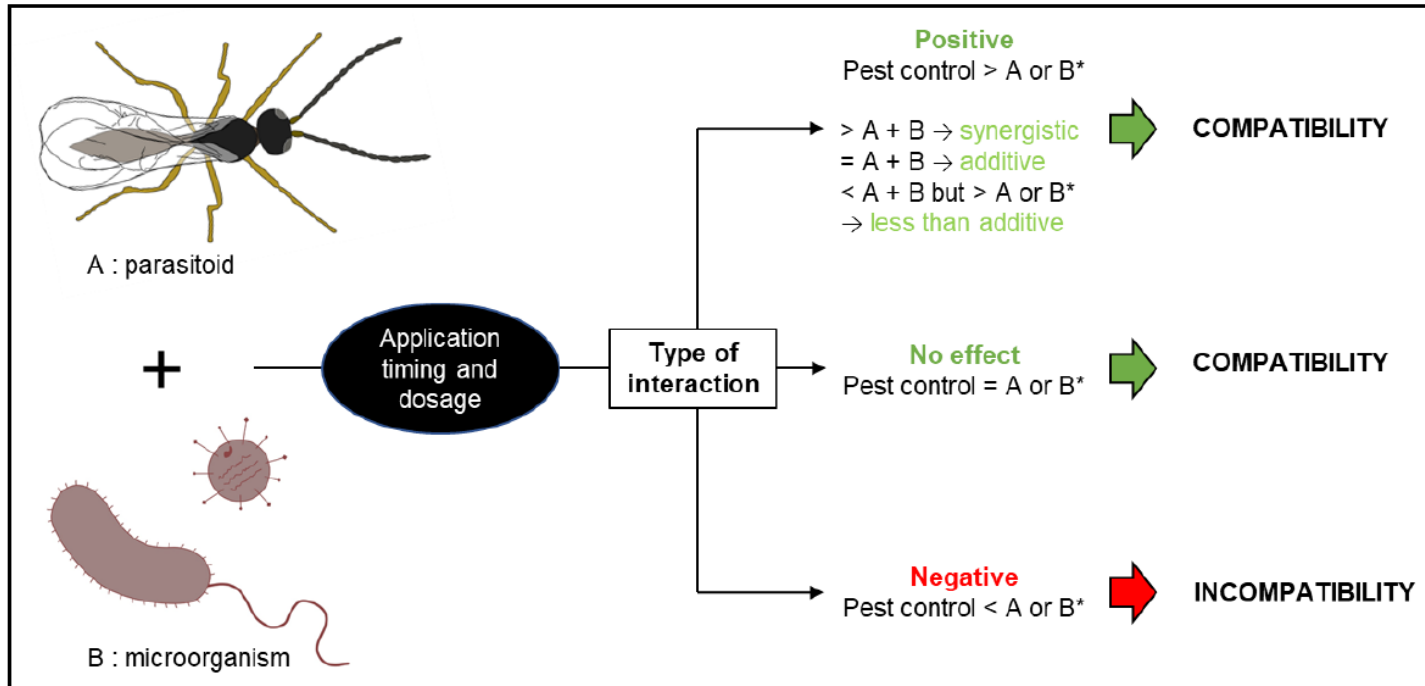 A : parasitoid
+
B : microorganism
Application
timing and
dosage
Type of
interaction
Positive
Pest control > A or B*
> A + B → synergistic
= A + B → additive
< A + B but > A or B*
→ less than additive
COMPATIBILITY
No effect
Pest control = A or B*
COMPATIBILITY
Negative
Pest control < A or B*
INCOMPATIBILITY